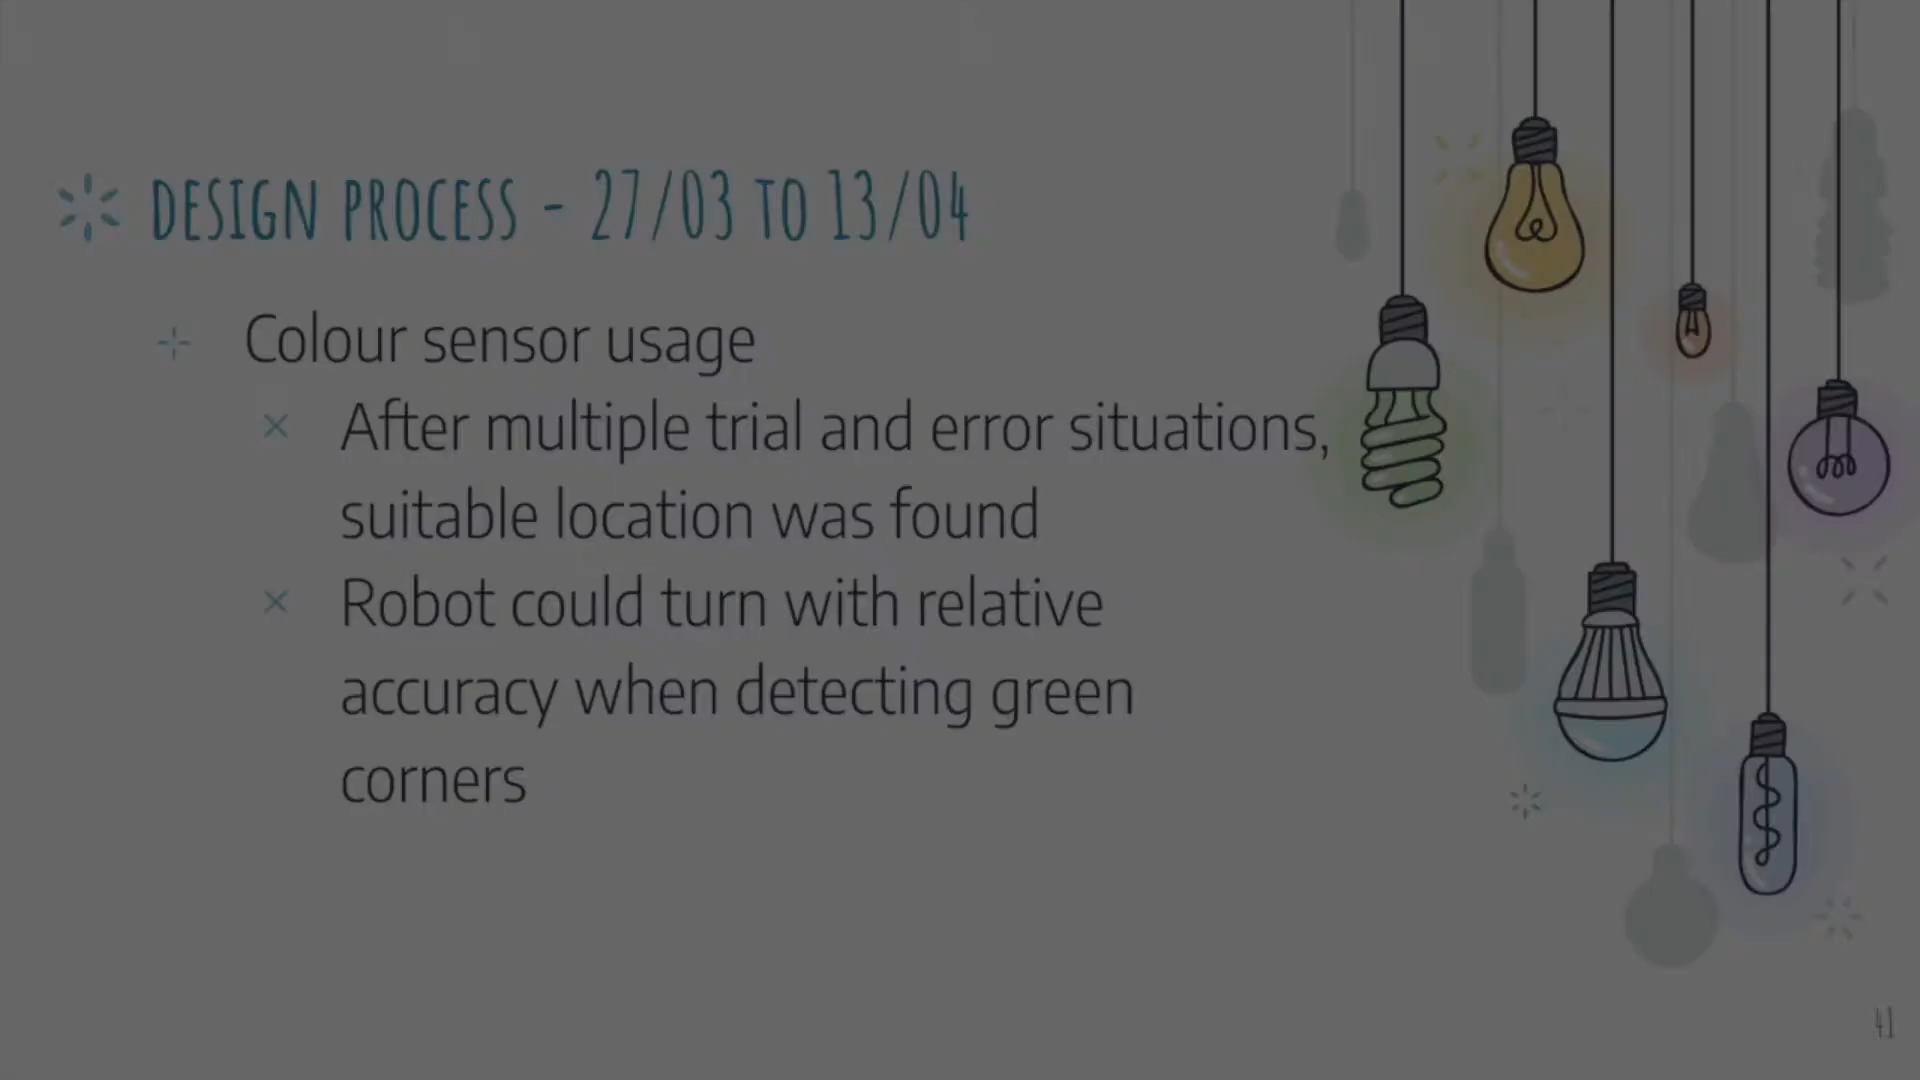 DESIGN PROCESS - 27/03 TO 13/04
Colour sensor usage
After multiple trial and error situations,
suitable location was found
Robot could turn with relative
accuracy when detecting green
corners
41